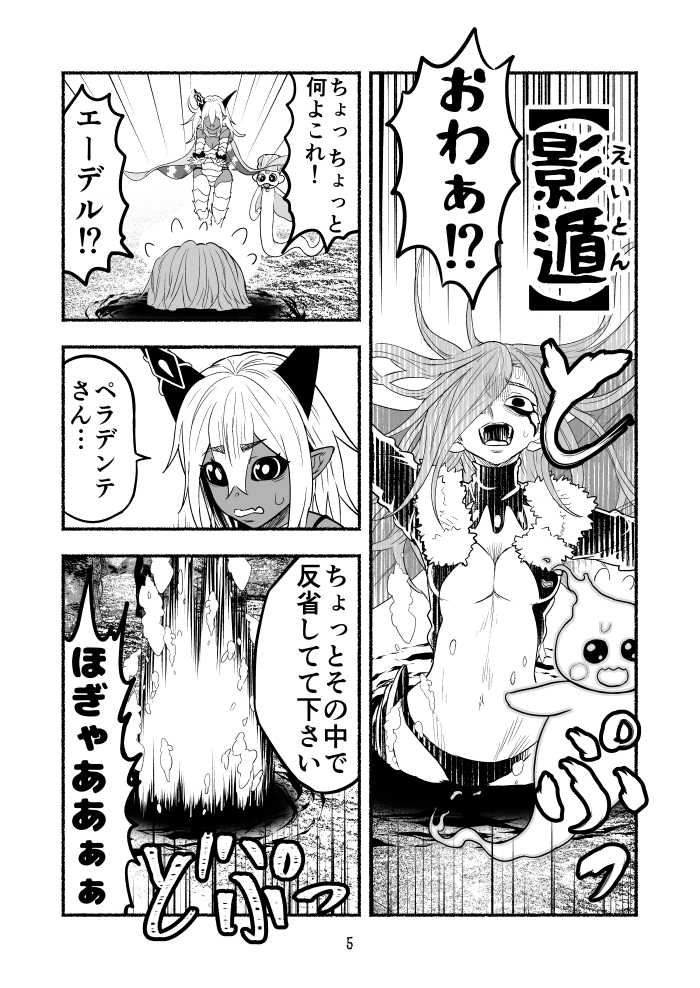 【影遁】
えいとん
おわぁ!?
とぷっ
ちょっちょっと
何よこれ!
エーデル!?
ペラデンテ
さん…
ちょっとその中で
反省してて下さい
ほぎゃあああぁぁ
どぷっ
5